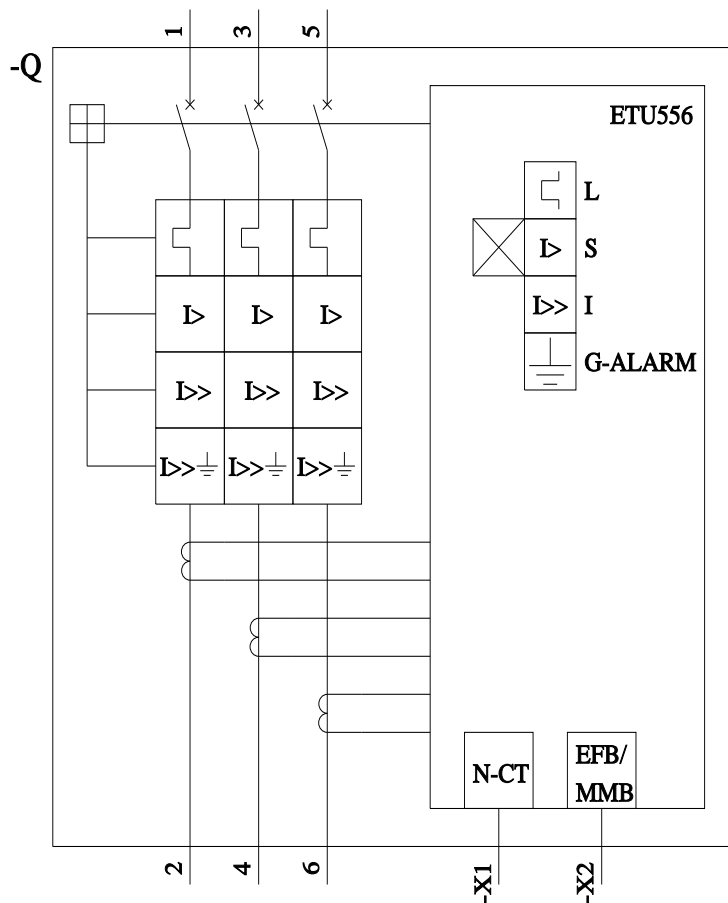 1 3 5
-Q
ETU556
L
I> S
I>> I
G-ALARM
I> I> I>
I>> I>> I>>
I>> I>> I>>
N-CT
EFB/
MMB
2 4 6 -X1 -X2